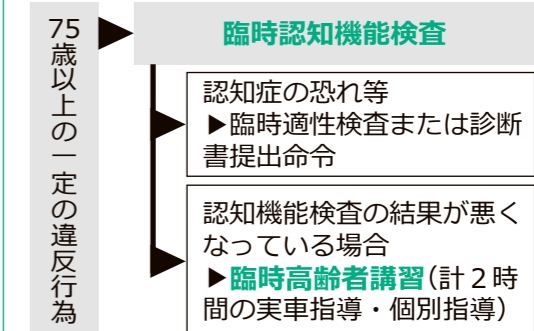 75歳以上の一定の違反行為
臨時認知機能検査
認知症の恐れ等
▶臨時適性検査または診断
書提出命令
認知機能検査の結果が悪く
なっている場合
▶臨時高齢者講習(計2時
間の実車指導・個別指導)